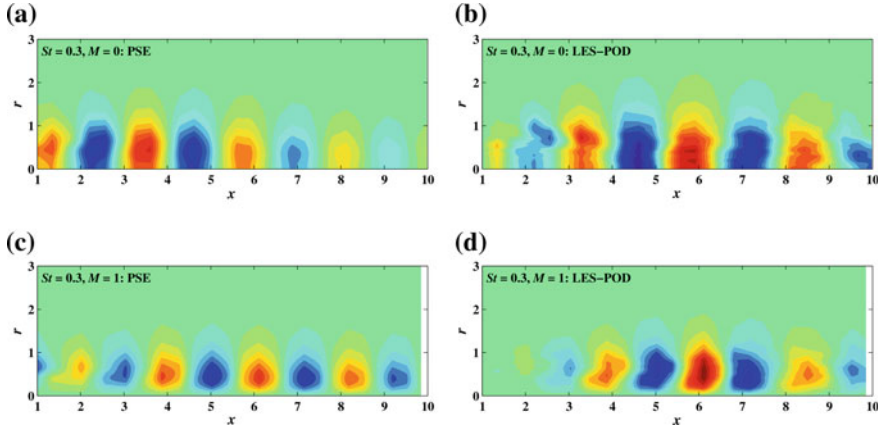 (a)
(b)
St = 0.3, M = 0: PSE
St = 0.3, M = 0: LES−POD
3
2
1
0
r
1 2 3 4 5 6 7 8 9 10
x
3
2
1
0
r
1 2 3 4 5 6 7 8 9 10
x
(c)
(d)
St = 0.3, M = 1: PSE
St = 0.3, M = 1: LES−POD
3
2
1
0
r
1 2 3 4 5 6 7 8 9 10
x
3
2
1
0
r
1 2 3 4 5 6 7 8 9 10
x